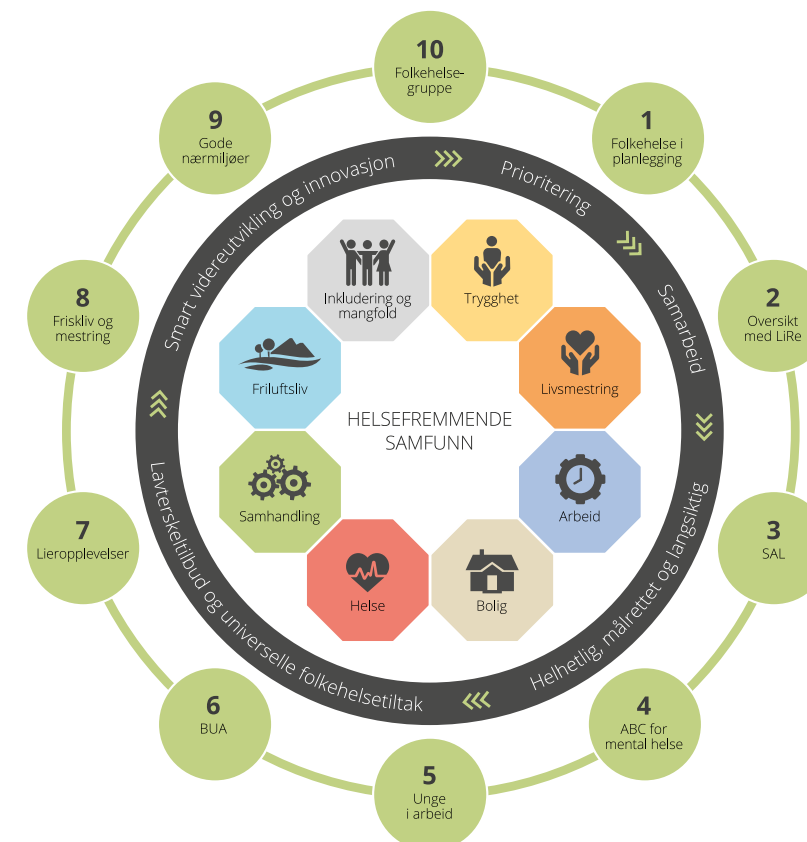 10
Folkehelse-
gruppe
1
Folkehelse i
planlegging
2
Oversikt
med LiRe
3
SAL
4
ABC for
mental helse
5
Unge
i arbeid
6
BUA
7
Lieropplevelser
8
Friskliv og
mestring
9
Gode
nærmiljøer
Prioritering
Samarbeid
Helhetlig, målrettet og langsiktig
Lavterskeltilbud og universelle folkehelsetiltak
Smart videreutvikling og innovasjon
Inkludering og
mangfold
Trygghet
Livsmestring
Arbeid
Bolig
Helse
Samhandling
Friluftsliv
HELSEFREMMENDE
SAMFUNN